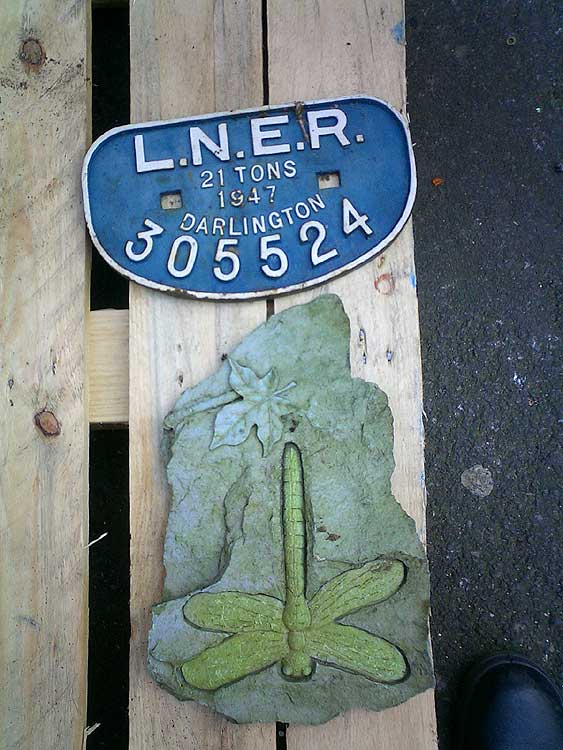 L.N.E.R.
21 TONS
1947
DARLINGTON
305524